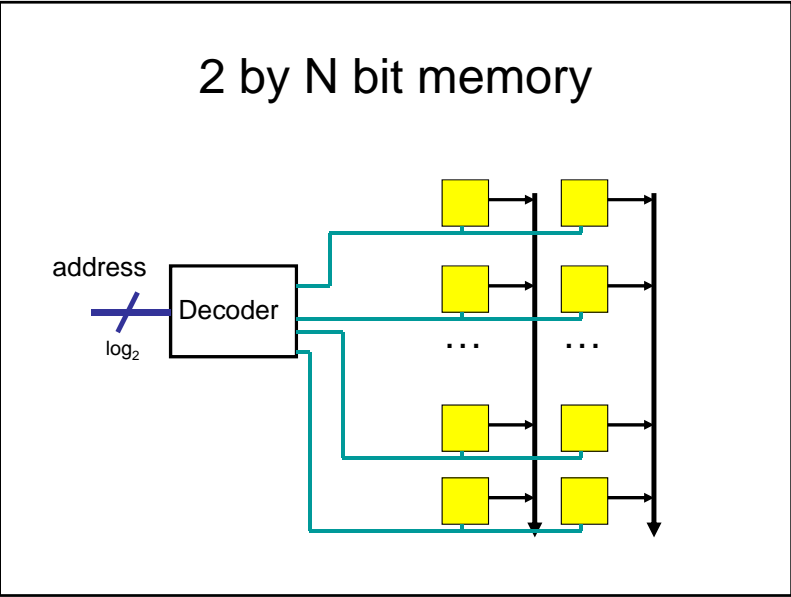 2 by N bit memory
address
Decoder
log₂
... ...